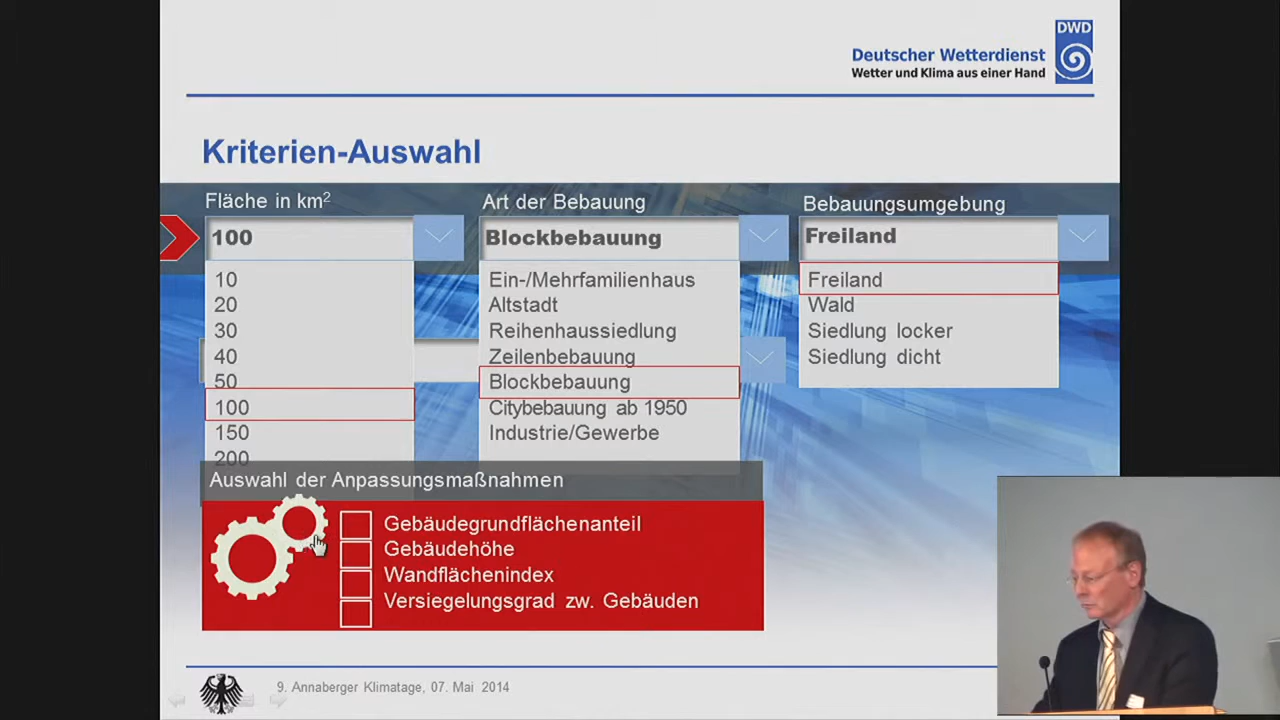 DWD
Deutscher Wetterdienst
Wetter und Klima aus einer Hand
Kriterien-Auswahl
Fläche in km²
100
10
20
30
40
50
100
150
200
Art der Bebauung
Blockbebauung
Ein-/Mehrfamilienhaus
Altstadt
Reihenhaussiedlung
Zeilenbebauung
Blockbebauung
Citybebauung ab 1950
Industrie/Gewerbe
Bebauungsumgebung
Freiland
Freiland
Wald
Siedlung locker
Siedlung dicht
Auswahl der Anpassungsmaßnahmen
Gebäudegrundflächenanteil
Gebäudehöhe
Wandflächenindex
Versiegelungsgrad zw. Gebäuden
9. Annaberger Klimatage, 07. Mai 2014